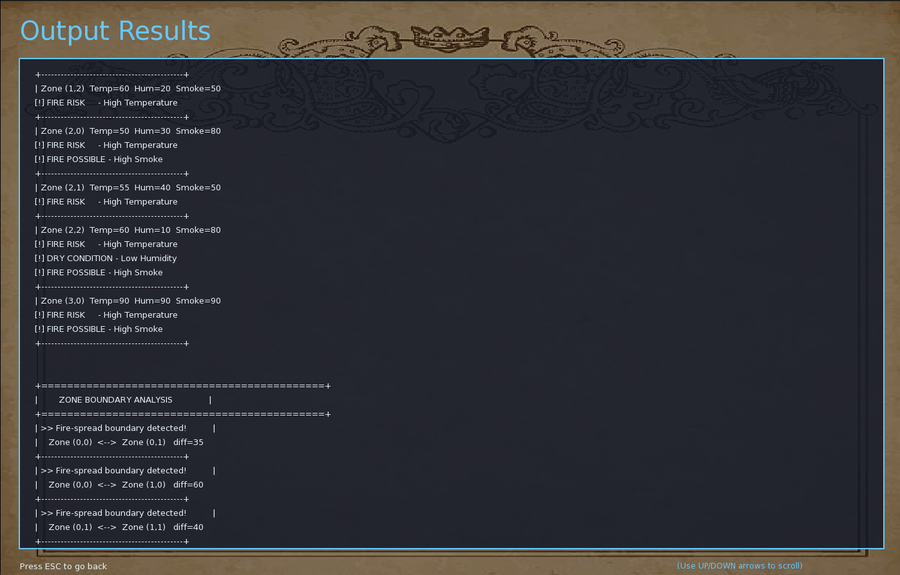 Output Results
+--------------------------------------------+
| Zone (1,2)  Temp=60  Hum=20  Smoke=50
[!] FIRE RISK     - High Temperature
+--------------------------------------------+
| Zone (2,0)  Temp=50  Hum=30  Smoke=80
[!] FIRE RISK     - High Temperature
[!] FIRE POSSIBLE - High Smoke
+--------------------------------------------+
| Zone (2,1)  Temp=55  Hum=40  Smoke=50
[!] FIRE RISK     - High Temperature
+--------------------------------------------+
| Zone (2,2)  Temp=60  Hum=10  Smoke=80
[!] FIRE RISK     - High Temperature
[!] DRY CONDITION - Low Humidity
[!] FIRE POSSIBLE - High Smoke
+--------------------------------------------+
| Zone (3,0)  Temp=90  Hum=90  Smoke=90
[!] FIRE RISK     - High Temperature
[!] FIRE POSSIBLE - High Smoke
+--------------------------------------------+
+============================================+
|        ZONE BOUNDARY ANALYSIS              |
+============================================+
| >> Fire-spread boundary detected!          |
|    Zone (0,0)  <-->  Zone (0,1)   diff=35
+--------------------------------------------+
| >> Fire-spread boundary detected!          |
|    Zone (0,0)  <-->  Zone (1,0)   diff=60
+--------------------------------------------+
| >> Fire-spread boundary detected!          |
|    Zone (0,1)  <-->  Zone (1,1)   diff=40
+--------------------------------------------+
Press ESC to go back
(Use UP/DOWN arrows to scroll)